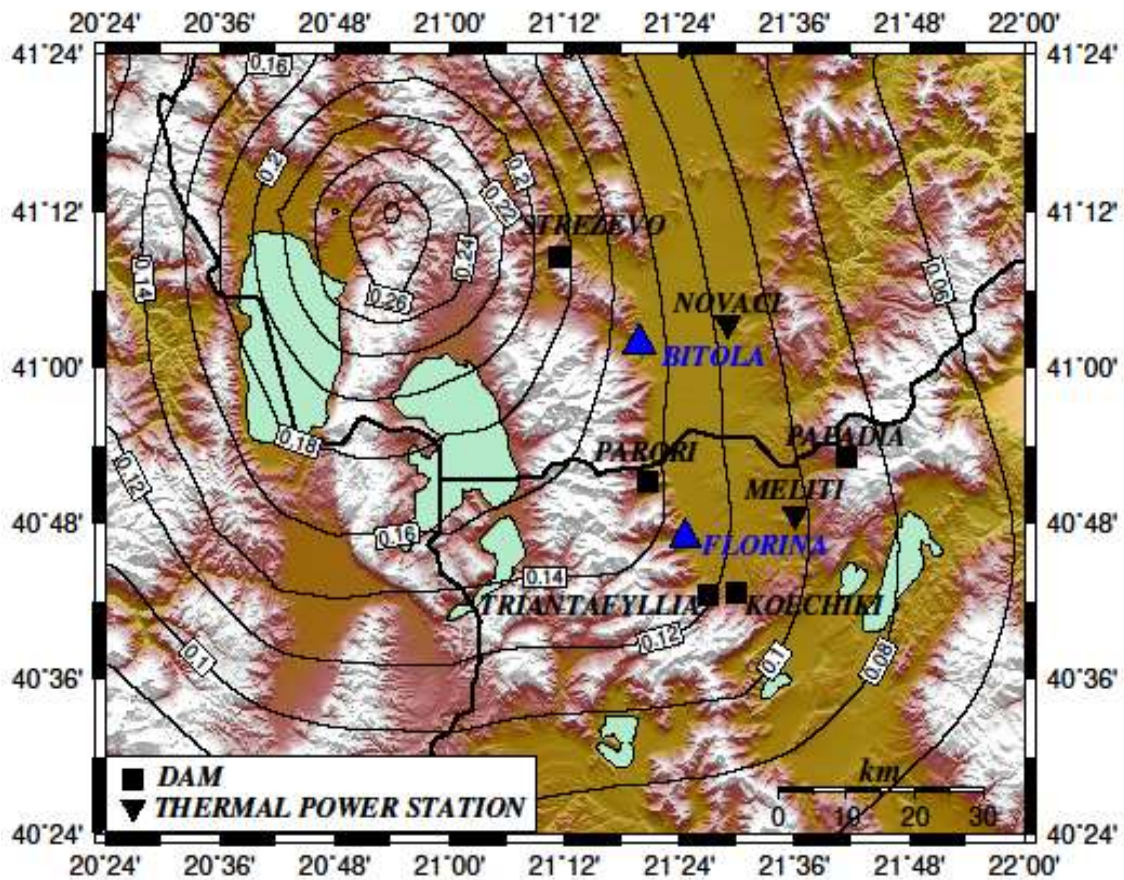 20˚24' 20˚36' 20˚48' 21˚00' 21˚12' 21˚24' 21˚36' 21˚48' 22˚00'
41˚24' 41˚24'
0.16
0.2 0.2
0.22
41˚12' STREZEVO 41˚12'
0.24
0.14 0.06
0.26 NOVACI
BITOLA
41˚00' 41˚00'
0.18 PARORI PAPADIA
0.12 MELITI
40˚48' 0.16 40˚48'
FLORINA
0.14
TRIANTAFYLLIA KOLCHIKI
0.12
0.1 0.1 0.08
40˚36' 40˚36'
DAM km
THERMAL POWER STATION
0 10 20 30
40˚24' 40˚24'
20˚24' 20˚36' 20˚48' 21˚00' 21˚12' 21˚24' 21˚36' 21˚48' 22˚00'